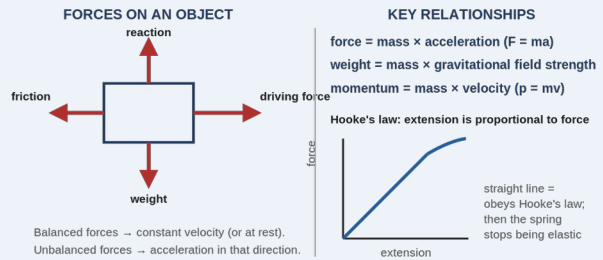 FORCES ON AN OBJECT
reaction
friction
driving force
weight
Balanced forces → constant velocity (or at rest).
Unbalanced forces → acceleration in that direction.
KEY RELATIONSHIPS
force = mass × acceleration (F = ma)
weight = mass × gravitational field strength
momentum = mass × velocity (p = mv)
Hooke's law: extension is proportional to force
force
straight line =
obeys Hooke's law;
then the spring
stops being elastic
extension